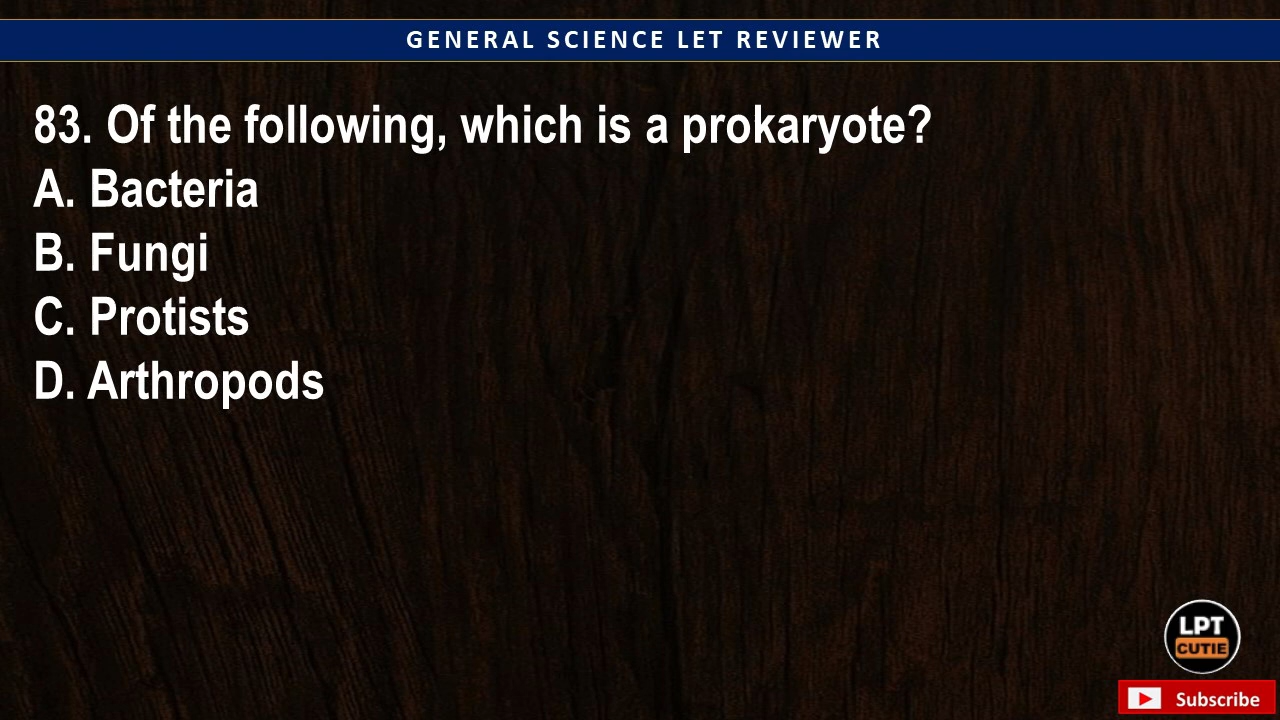 GENERAL SCIENCE LET REVIEWER
83. Of the following, which is a prokaryote?
A. Bacteria
B. Fungi
C. Protists
D. Arthropods
LPT
CUTIE
Subscribe